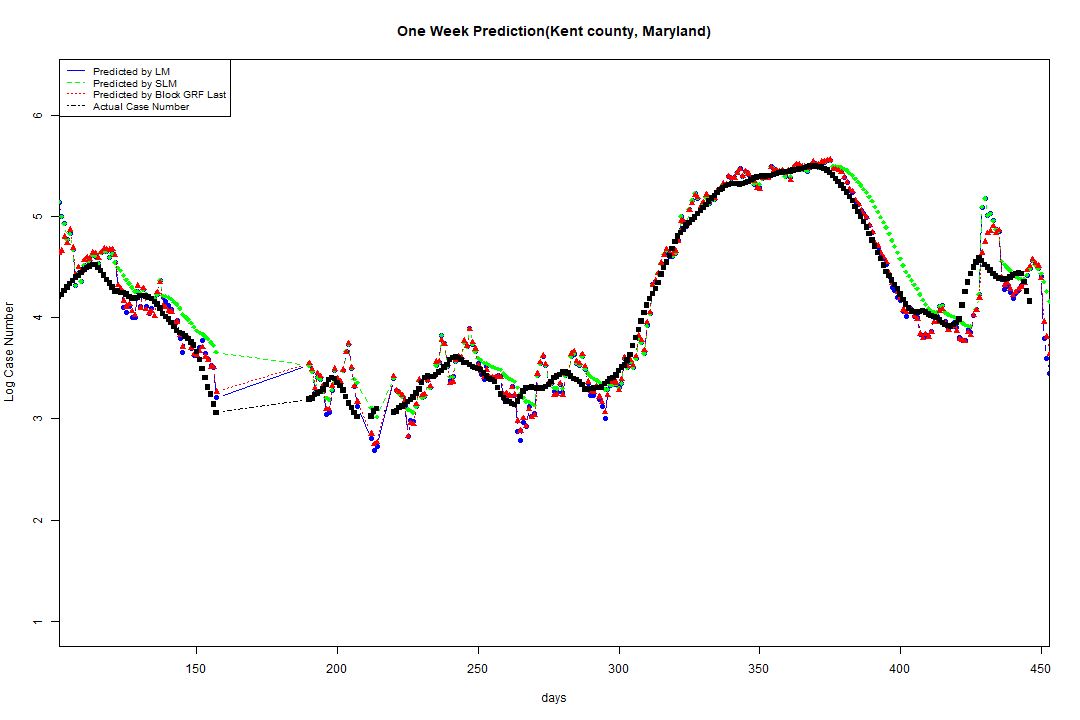 One Week Prediction(Kent county, Maryland)
Predicted by LM
Predicted by SLM
Predicted by Block GRF Last
Actual Case Number
6
5
4
3
2
1
Log Case Number
150 200 250 300 350 400 450
days